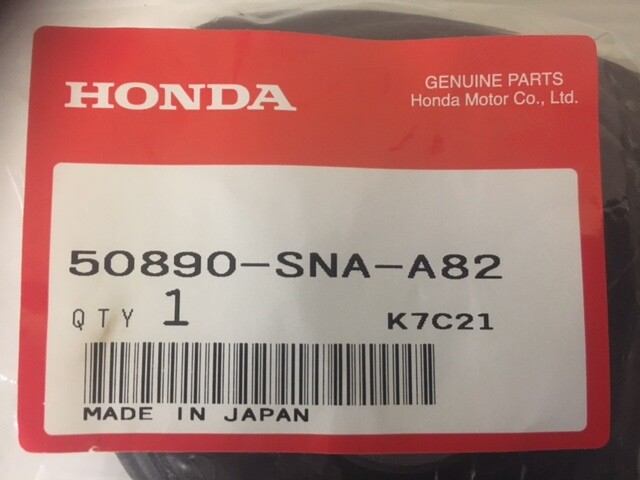 HONDA
GENUINE PARTS
Honda Motor Co., Ltd.
50890-SNA-A82
QTY 1 K7C21
MADE IN JAPAN